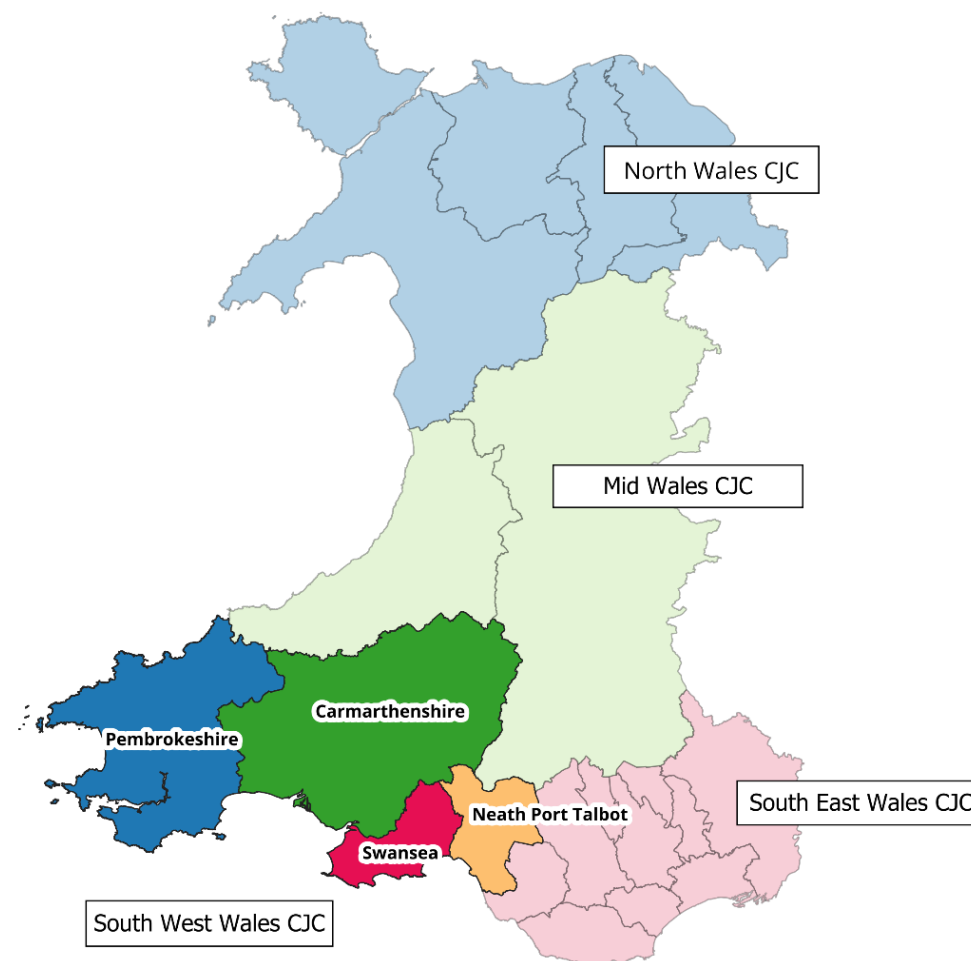 North Wales CJC
Mid Wales CJC
Carmarthenshire
Pembrokeshire
South East Wales CJC
Neath Port Talbot
Swansea
South West Wales CJC